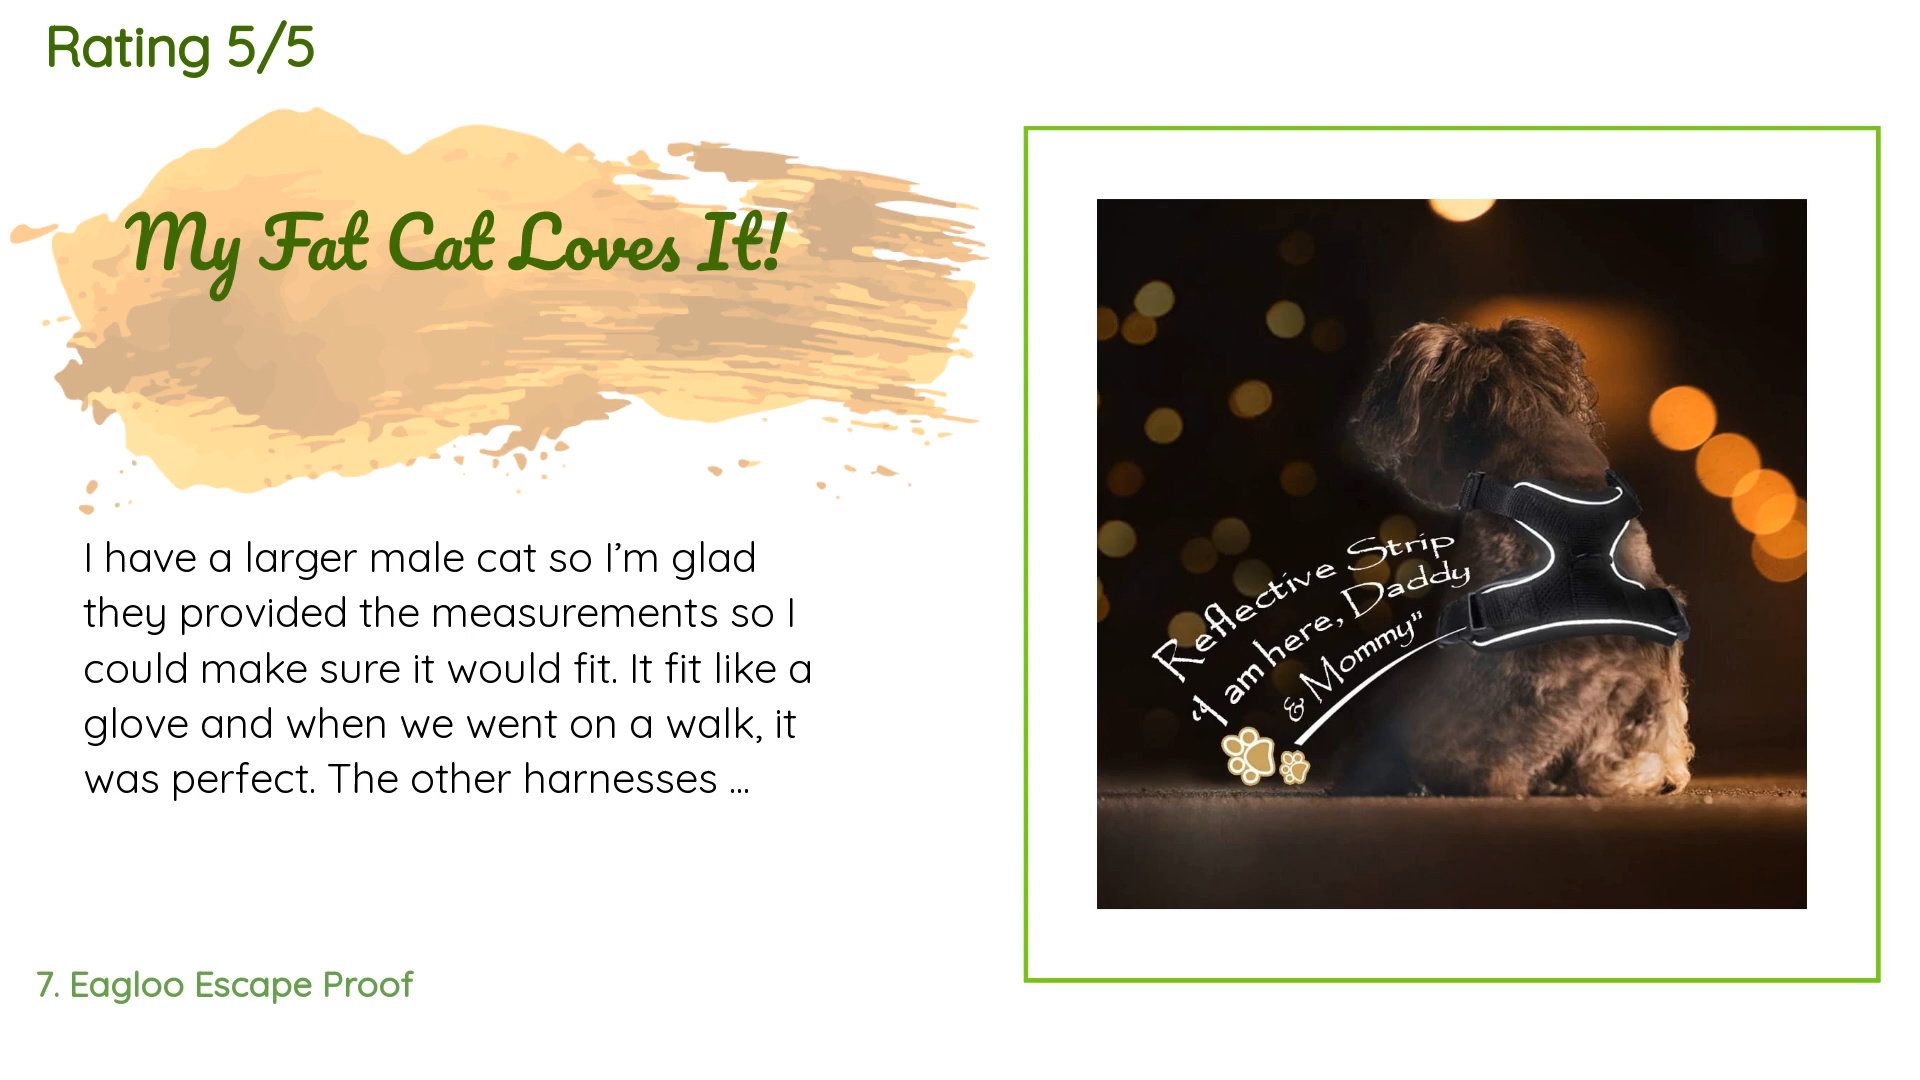 Rating 5/5
My Fat Cat Loves It!
I have a larger male cat so I’m glad
they provided the measurements so I
could make sure it would fit. It fit like a
glove and when we went on a walk, it
was perfect. The other harnesses ...
Reflective Strip
“I am here, Daddy
& Mommy”
7. Eagloo Escape Proof